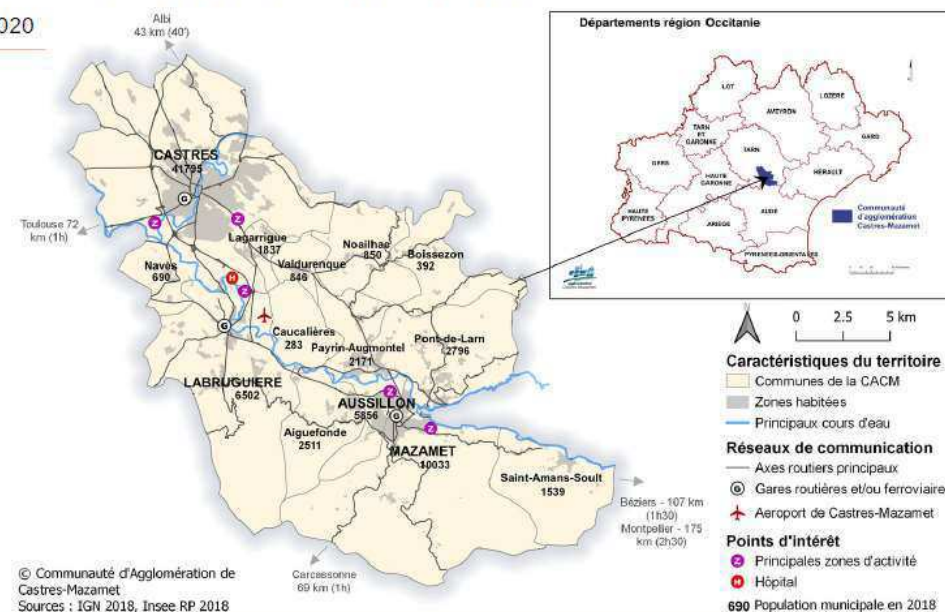 020
Albi
43 km (40')
CASTRES
41795
Toulouse 72
km (1h)
Lagarrigue
1837
Navès
690
Valdurenque
846
Noailhac
850
Boissezon
392
Caucalières
283
Payrin-Augmontel
2171
Pont-de-Larn
2796
LABRUGUIERE
6502
AUSSILLON
5856
Aiguefonde
2511
MAZAMET
10033
Saint-Amans-Soult
1539
Béziers - 107 km
(1h30)
Montpellier - 175
km (2h30)
Carcassonne
69 km (1h)
© Communauté d'Agglomération de
Castres-Mazamet
Sources : IGN 2018, Insee RP 2018
Départements région Occitanie
LOT
LOZERE
AVEYRON
TARN
ET
GARONNE
GARD
TARN
GERS
HAUTE
GARONNE
HÉRAULT
HAUTE
PYRENEES
AUDE
ARIEGE
PYRENEES-ORIENTALES
Communauté
d'agglomération
Castres-Mazamet
0 2.5 5 km
Caractéristiques du territoire
Communes de la CACM
Zones habitées
Principaux cours d'eau
Réseaux de communication
Axes routiers principaux
G Gares routières et/ou ferroviaires
Aeroport de Castres-Mazamet
Points d'intérêt
Z Principales zones d'activité
H Hôpital
690 Population municipale en 2018